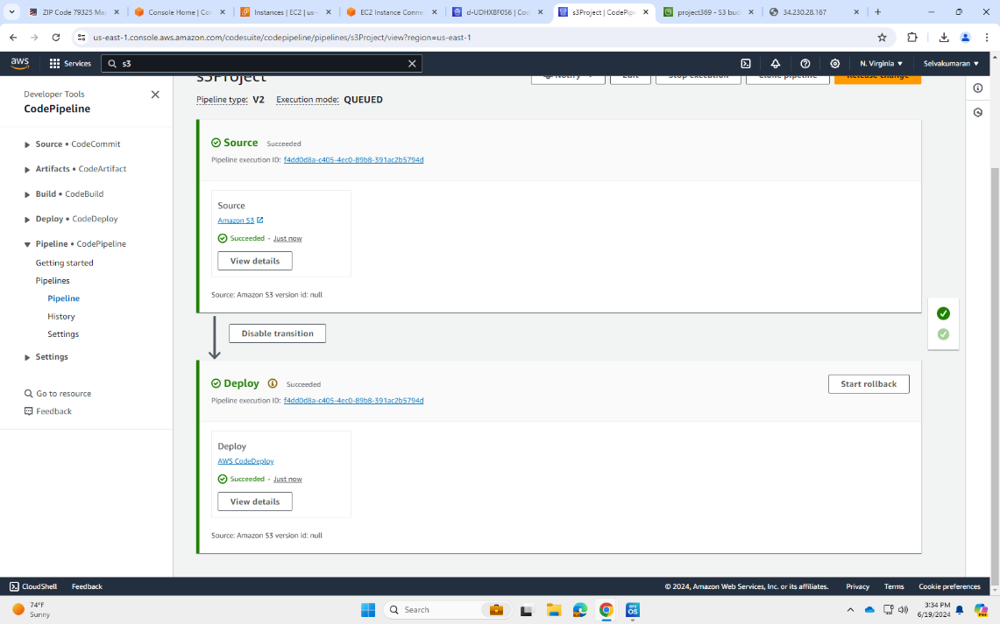 ZIP Code 79325 Ma
Console Home | Co
Instances | EC2 | us-
EC2 Instance Conne
d-UDHX8F0S6 | Cod
s3Project | CodePip
project369 - S3 buc
34.230.28.167
us-east-1.console.aws.amazon.com/codesuite/codepipeline/pipelines/s3Project/view?region=us-east-1
aws
Services
s3
N. Virginia ▼
Selvakumaran ▼
Developer Tools
CodePipeline
Source • CodeCommit
Artifacts • CodeArtifact
Build • CodeBuild
Deploy • CodeDeploy
Pipeline • CodePipeline
Getting started
Pipelines
Pipeline
History
Settings
Settings
Go to resource
Feedback
s3Project
Notify
Edit
Stop execution
Clone pipeline
Release change
Pipeline type: V2 Execution mode: QUEUED
Source Succeeded
Pipeline execution ID: f4dd0d8a-c405-4ec0-89b8-391ac2b5794d
Source
Amazon S3
Succeeded - Just now
View details
Source: Amazon S3 version id: null
Disable transition
Deploy Succeeded
Start rollback
Pipeline execution ID: f4dd0d8a-c405-4ec0-89b8-391ac2b5794d
Deploy
AWS CodeDeploy
Succeeded - Just now
View details
Source: Amazon S3 version id: null
CloudShell Feedback
© 2024, Amazon Web Services, Inc. or its affiliates. Privacy Terms Cookie preferences
74°F
Sunny
Search
3:34 PM
6/19/2024